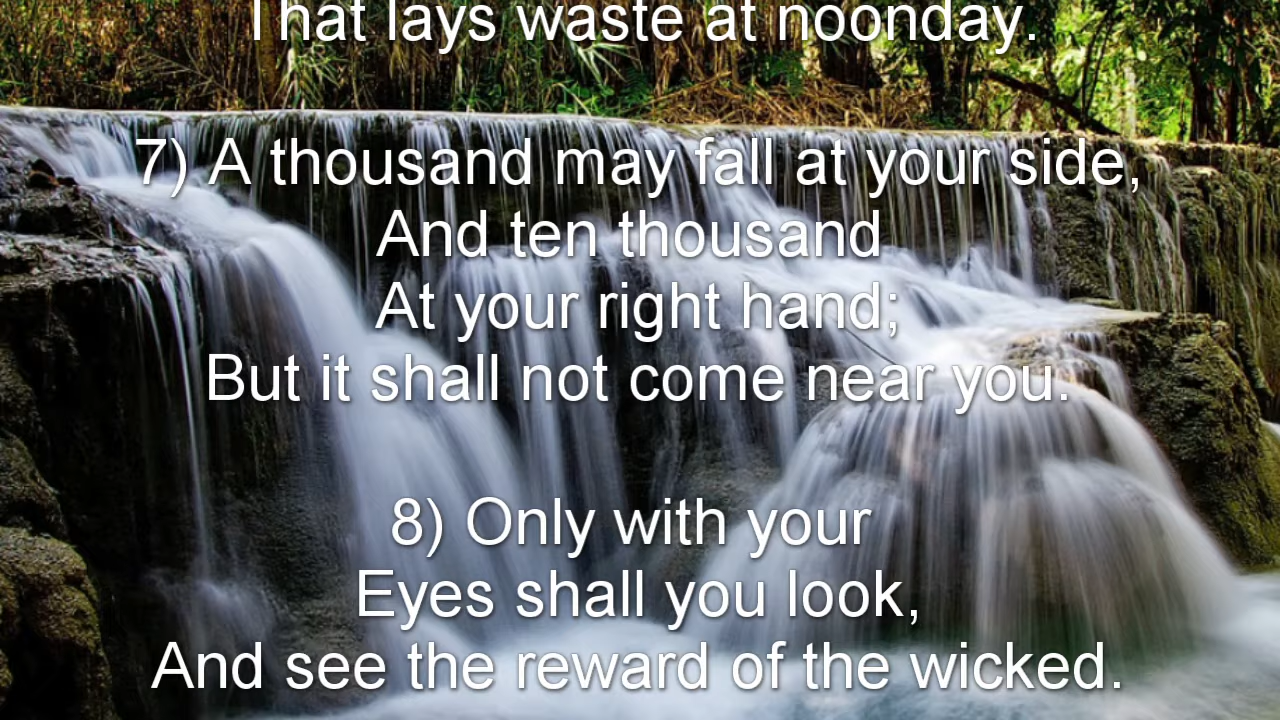 That lays waste at noonday.
7) A thousand may fall at your side,
And ten thousand
At your right hand;
But it shall not come near you.
8) Only with your
Eyes shall you look,
And see the reward of the wicked.